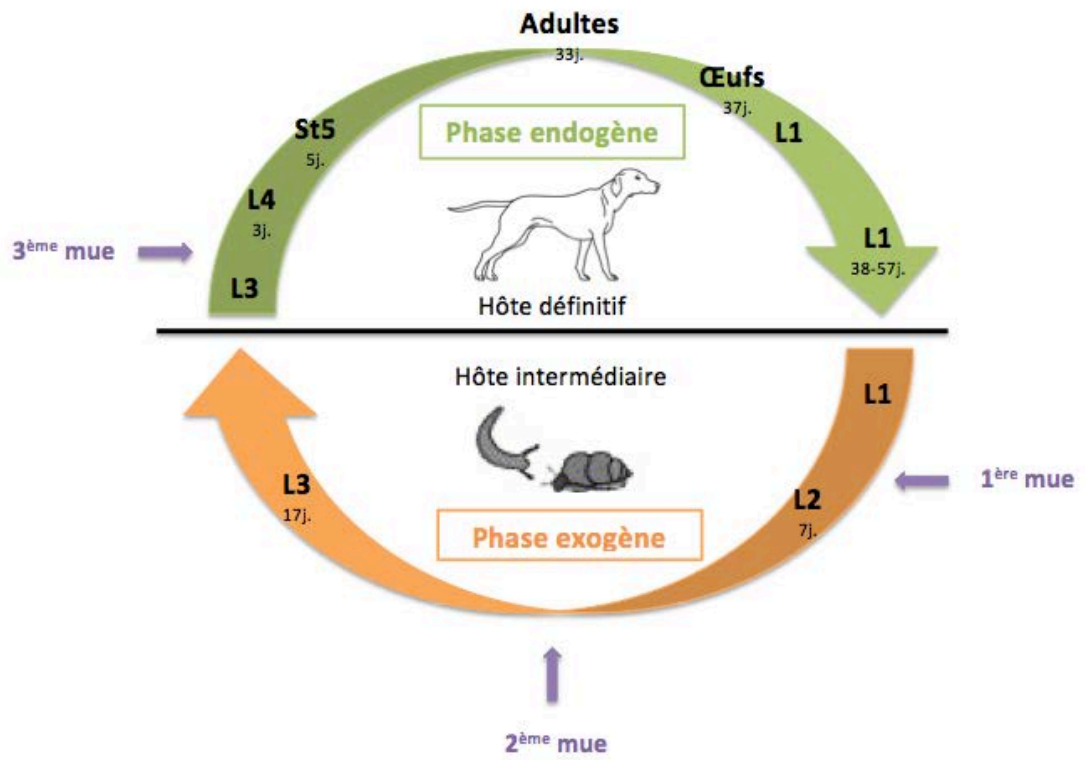 Adultes
33j.
Œufs
37j.
L1
St5
5j.
Phase endogène
L4
3j.
3ème mue
L3
L1
38-57j.
Hôte définitif
Hôte intermédiaire
L1
L3
17j.
1ère mue
L2
7j.
Phase exogène
2ème mue